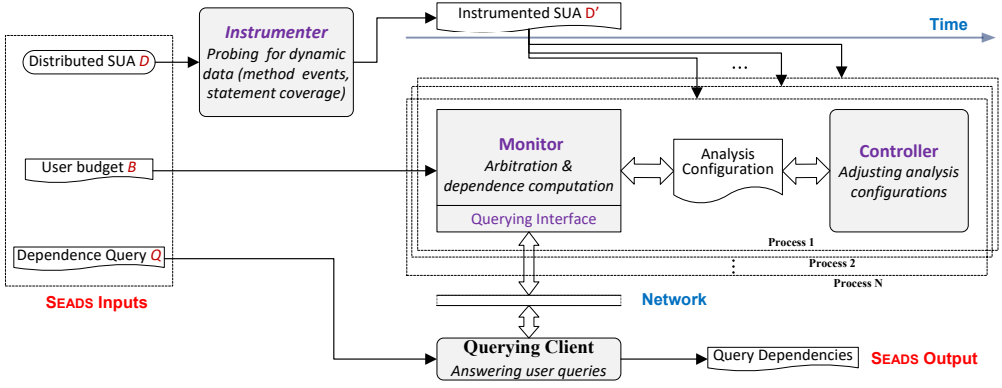 Instrumented SUA D’
Time
Instrumenter
Probing for dynamic
data (method events,
statement coverage)
Distributed SUA D
...
Monitor
Arbitration &
dependence computation
Querying Interface
Analysis
Configuration
Controller
Adjusting analysis
configurations
User budget B
Dependence Query Q
Process 1
Process 2
Process N
SEADS Inputs
Network
Querying Client
Answering user queries
Query Dependencies
SEADS Output